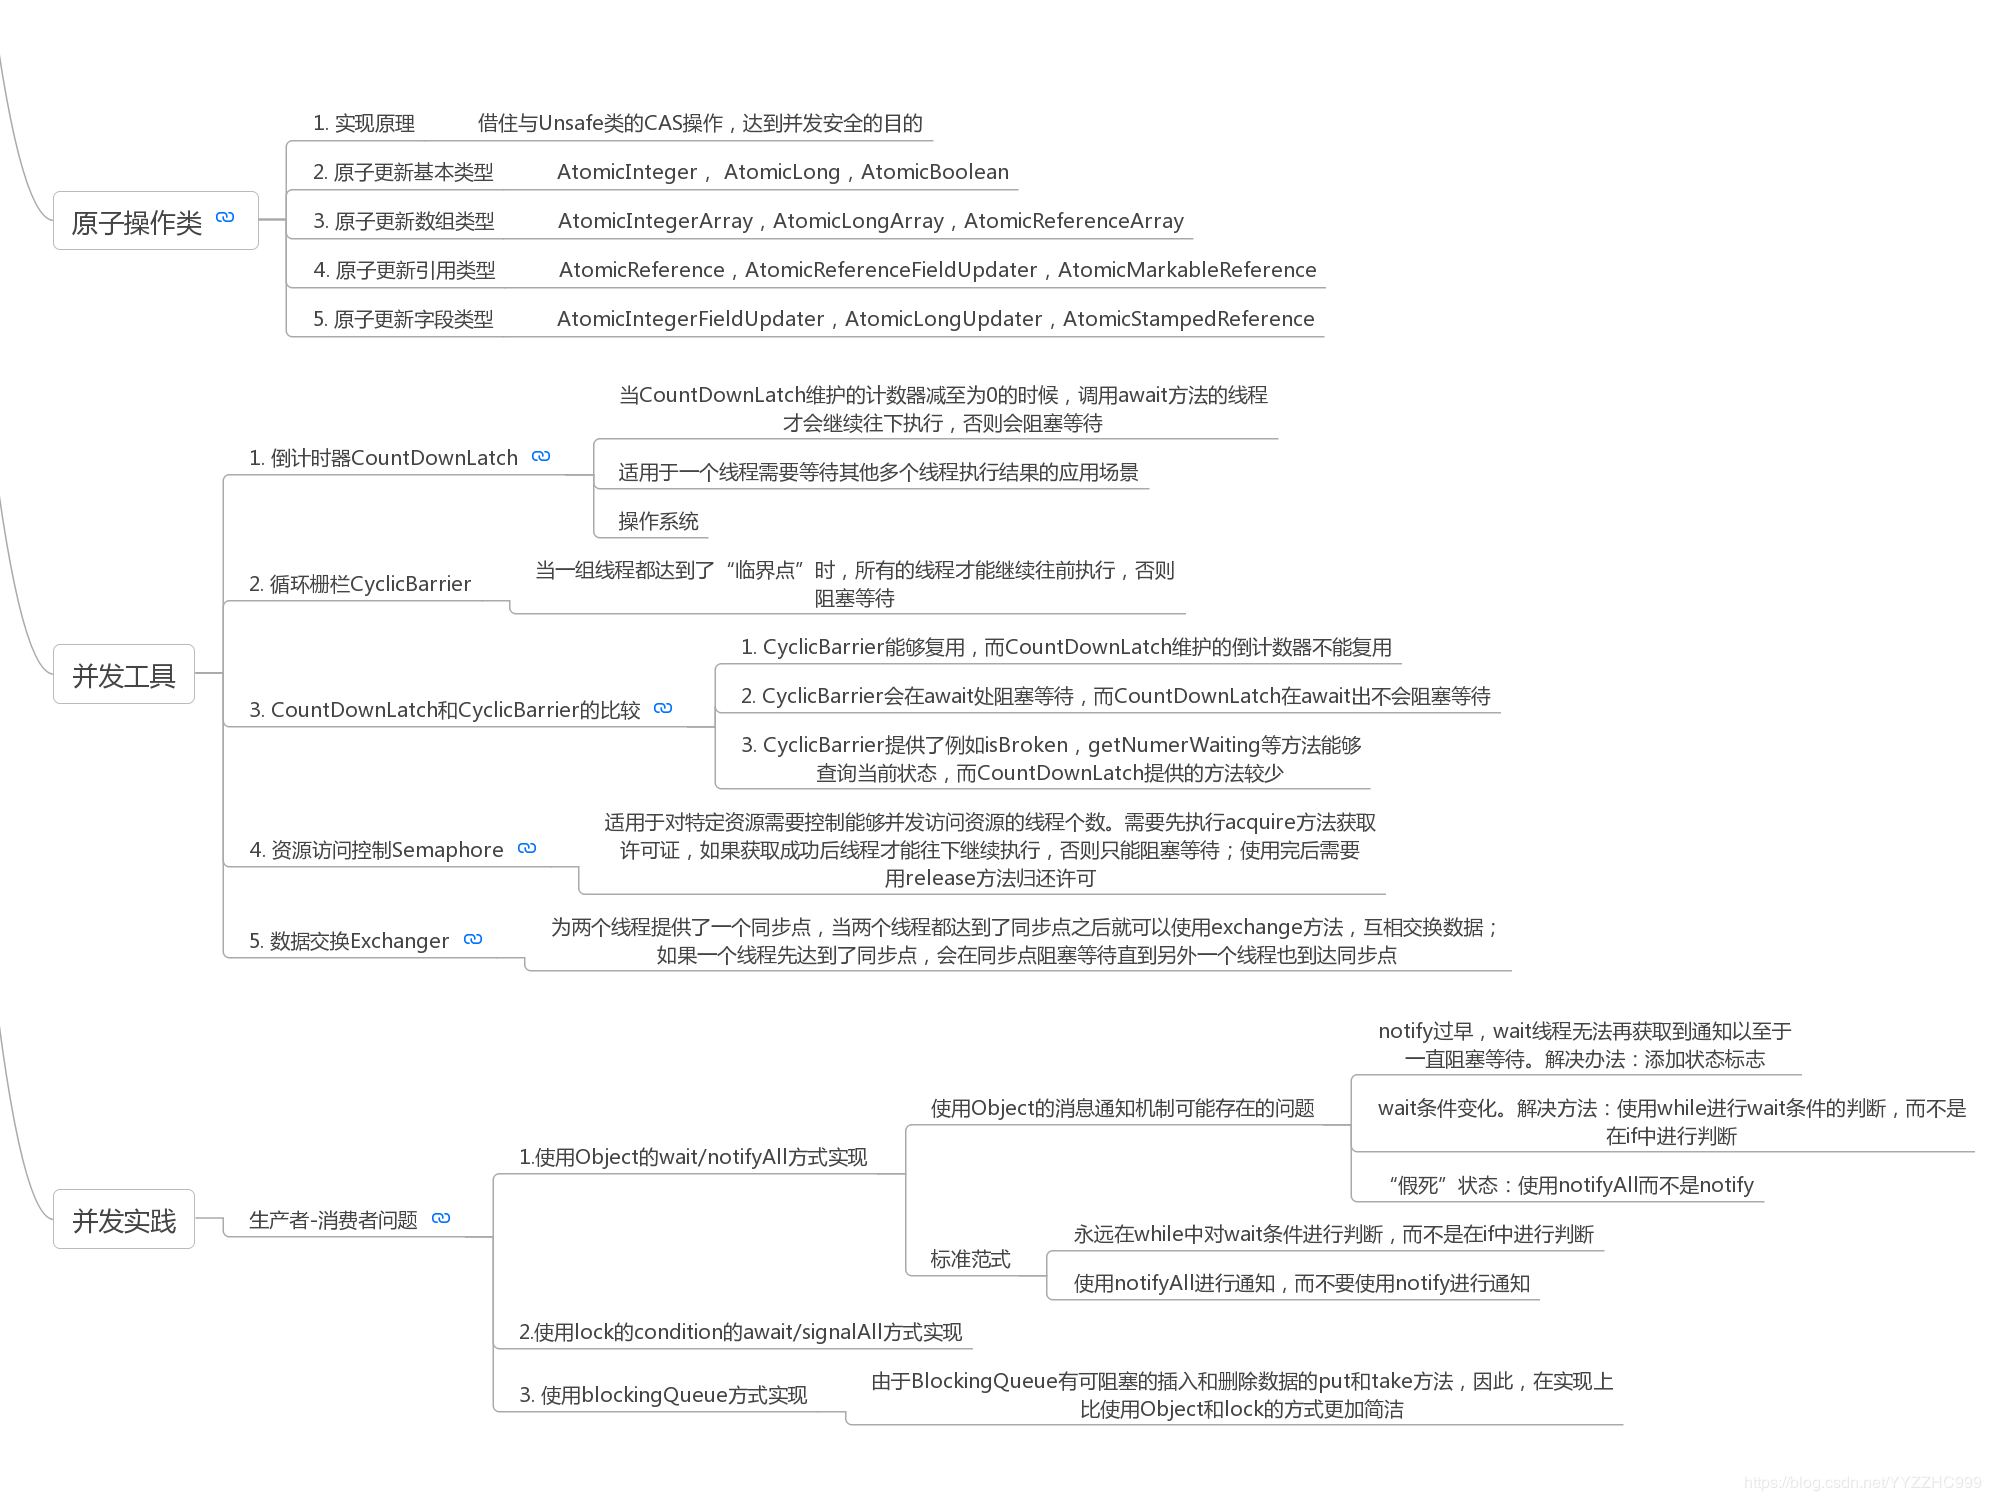 原子操作类
1. 实现原理
借住与Unsafe类的CAS操作，达到并发安全的目的
2. 原子更新基本类型
AtomicInteger， AtomicLong，AtomicBoolean
3. 原子更新数组类型
AtomicIntegerArray，AtomicLongArray，AtomicReferenceArray
4. 原子更新引用类型
AtomicReference，AtomicReferenceFieldUpdater，AtomicMarkableReference
5. 原子更新字段类型
AtomicIntegerFieldUpdater，AtomicLongUpdater，AtomicStampedReference
并发工具
1. 倒计时器CountDownLatch
当CountDownLatch维护的计数器减至为0的时候，调用await方法的线程
才会继续往下执行，否则会阻塞等待
适用于一个线程需要等待其他多个线程执行结果的应用场景
操作系统
2. 循环栅栏CyclicBarrier
当一组线程都达到了“临界点”时，所有的线程才能继续往前执行，否则
阻塞等待
3. CountDownLatch和CyclicBarrier的比较
1. CyclicBarrier能够复用，而CountDownLatch维护的倒计数器不能复用
2. CyclicBarrier会在await处阻塞等待，而CountDownLatch在await出不会阻塞等待
3. CyclicBarrier提供了例如isBroken，getNumerWaiting等方法能够
查询当前状态，而CountDownLatch提供的方法较少
4. 资源访问控制Semaphore
适用于对特定资源需要控制能够并发访问资源的线程个数。需要先执行acquire方法获取
许可证，如果获取成功后线程才能往下继续执行，否则只能阻塞等待；使用完后需要
用release方法归还许可
5. 数据交换Exchanger
为两个线程提供了一个同步点，当两个线程都达到了同步点之后就可以使用exchange方法，互相交换数据；
如果一个线程先达到了同步点，会在同步点阻塞等待直到另外一个线程也到达同步点
并发实践
生产者-消费者问题
1.使用Object的wait/notifyAll方式实现
使用Object的消息通知机制可能存在的问题
notify过早，wait线程无法再获取到通知以至于
一直阻塞等待。解决办法：添加状态标志
wait条件变化。解决方法：使用while进行wait条件的判断，而不是
在if中进行判断
“假死”状态：使用notifyAll而不是notify
标准范式
永远在while中对wait条件进行判断，而不是在if中进行判断
使用notifyAll进行通知，而不要使用notify进行通知
2.使用lock的condition的await/signalAll方式实现
3. 使用blockingQueue方式实现
由于BlockingQueue有可阻塞的插入和删除数据的put和take方法，因此，在实现上
比使用Object和lock的方式更加简洁
https://blog.csdn.net/YYZZHC999